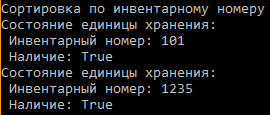 Сортировка по инвентарному номеру
Состояние единицы хранения:
Инвентарный номер: 101
Наличие: True
Состояние единицы хранения:
Инвентарный номер: 1235
Наличие: True